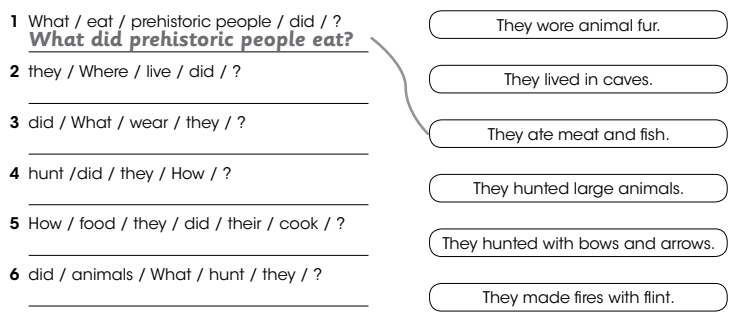 1 What / eat / prehistoric people / did / ?
What did prehistoric people eat?
2 they / Where / live / did / ?
3 did / What / wear / they / ?
4 hunt /did / they / How / ?
5 How / food / they / did / their / cook / ?
6 did / animals / What / hunt / they / ?
They wore animal fur.
They lived in caves.
They ate meat and fish.
They hunted large animals.
They hunted with bows and arrows.
They made fires with flint.